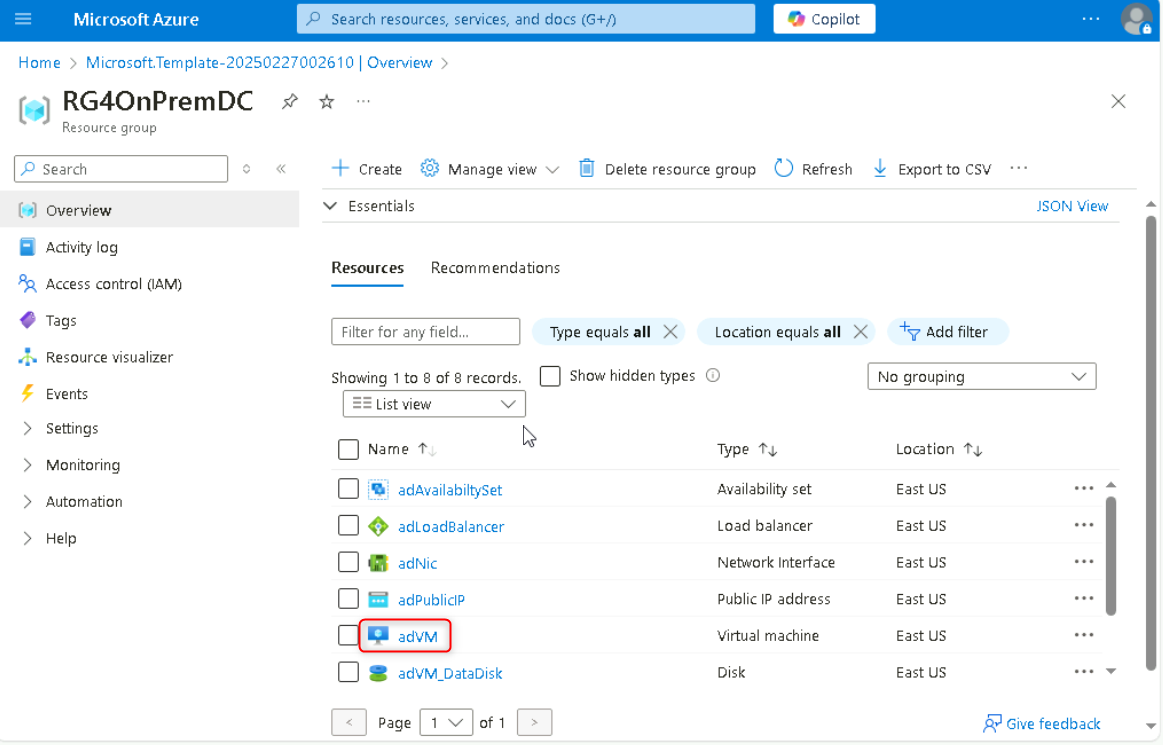 Microsoft Azure
Search resources, services, and docs (G+/)
Copilot
Home > Microsoft.Template-20250227002610 | Overview >
RG4OnPremDC
Resource group
Search
Create
Manage view
Delete resource group
Refresh
Export to CSV
Overview
Activity log
Access control (IAM)
Tags
Resource visualizer
Events
Settings
Monitoring
Automation
Help
Essentials
JSON View
Resources
Recommendations
Filter for any field...
Type equals all
Location equals all
Add filter
Showing 1 to 8 of 8 records.
Show hidden types
No grouping
List view
Name Type Location
adAvailabiltySet Availability set East US
adLoadBalancer Load balancer East US
adNic Network Interface East US
adPublicIP Public IP address East US
adVM Virtual machine East US
adVM_DataDisk Disk East US
< Page 1 of 1 >
Give feedback